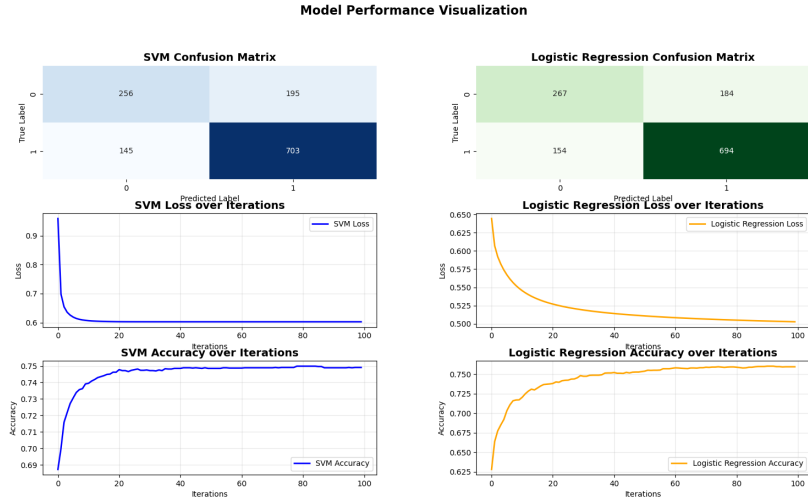 Model Performance Visualization
SVM Confusion Matrix
True Label
0
1
256
195
145
703
0
1
Predicted Label
Logistic Regression Confusion Matrix
True Label
0
1
267
184
154
694
0
1
Predicted Label
SVM Loss over Iterations
Loss
0.9
0.8
0.7
0.6
SVM Loss
0
20
40
60
80
100
Iterations
Logistic Regression Loss over Iterations
Loss
0.650
0.625
0.600
0.575
0.550
0.525
0.500
Logistic Regression Loss
0
20
40
60
80
100
Iterations
SVM Accuracy over Iterations
Accuracy
0.75
0.74
0.73
0.72
0.71
0.70
0.69
SVM Accuracy
0
20
40
60
80
100
Iterations
Logistic Regression Accuracy over Iterations
Accuracy
0.750
0.725
0.700
0.675
0.650
0.625
Logistic Regression Accuracy
0
20
40
60
80
100
Iterations